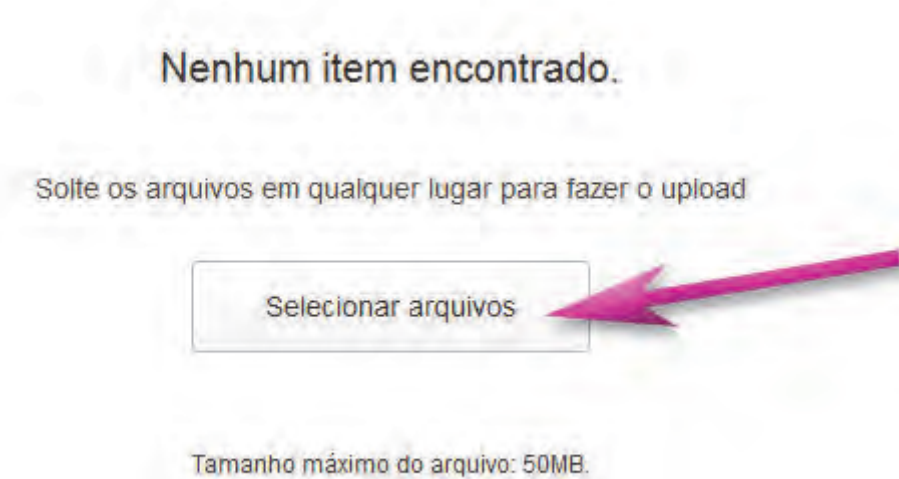 Nenhum item encontrado.
Solte os arquivos em qualquer lugar para fazer o upload
Selecionar arquivos
Tamanho máximo do arquivo: 50MB.